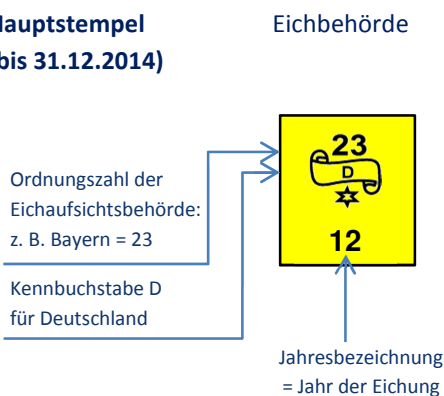 Hauptstempel
bis 31.12.2014)
Eichbehörde
23
D
12
Ordnungszahl der
Eichaufsichtsbehörde:
z. B. Bayern = 23
Kennbuchstabe D
für Deutschland
Jahresbezeichnung
= Jahr der Eichung